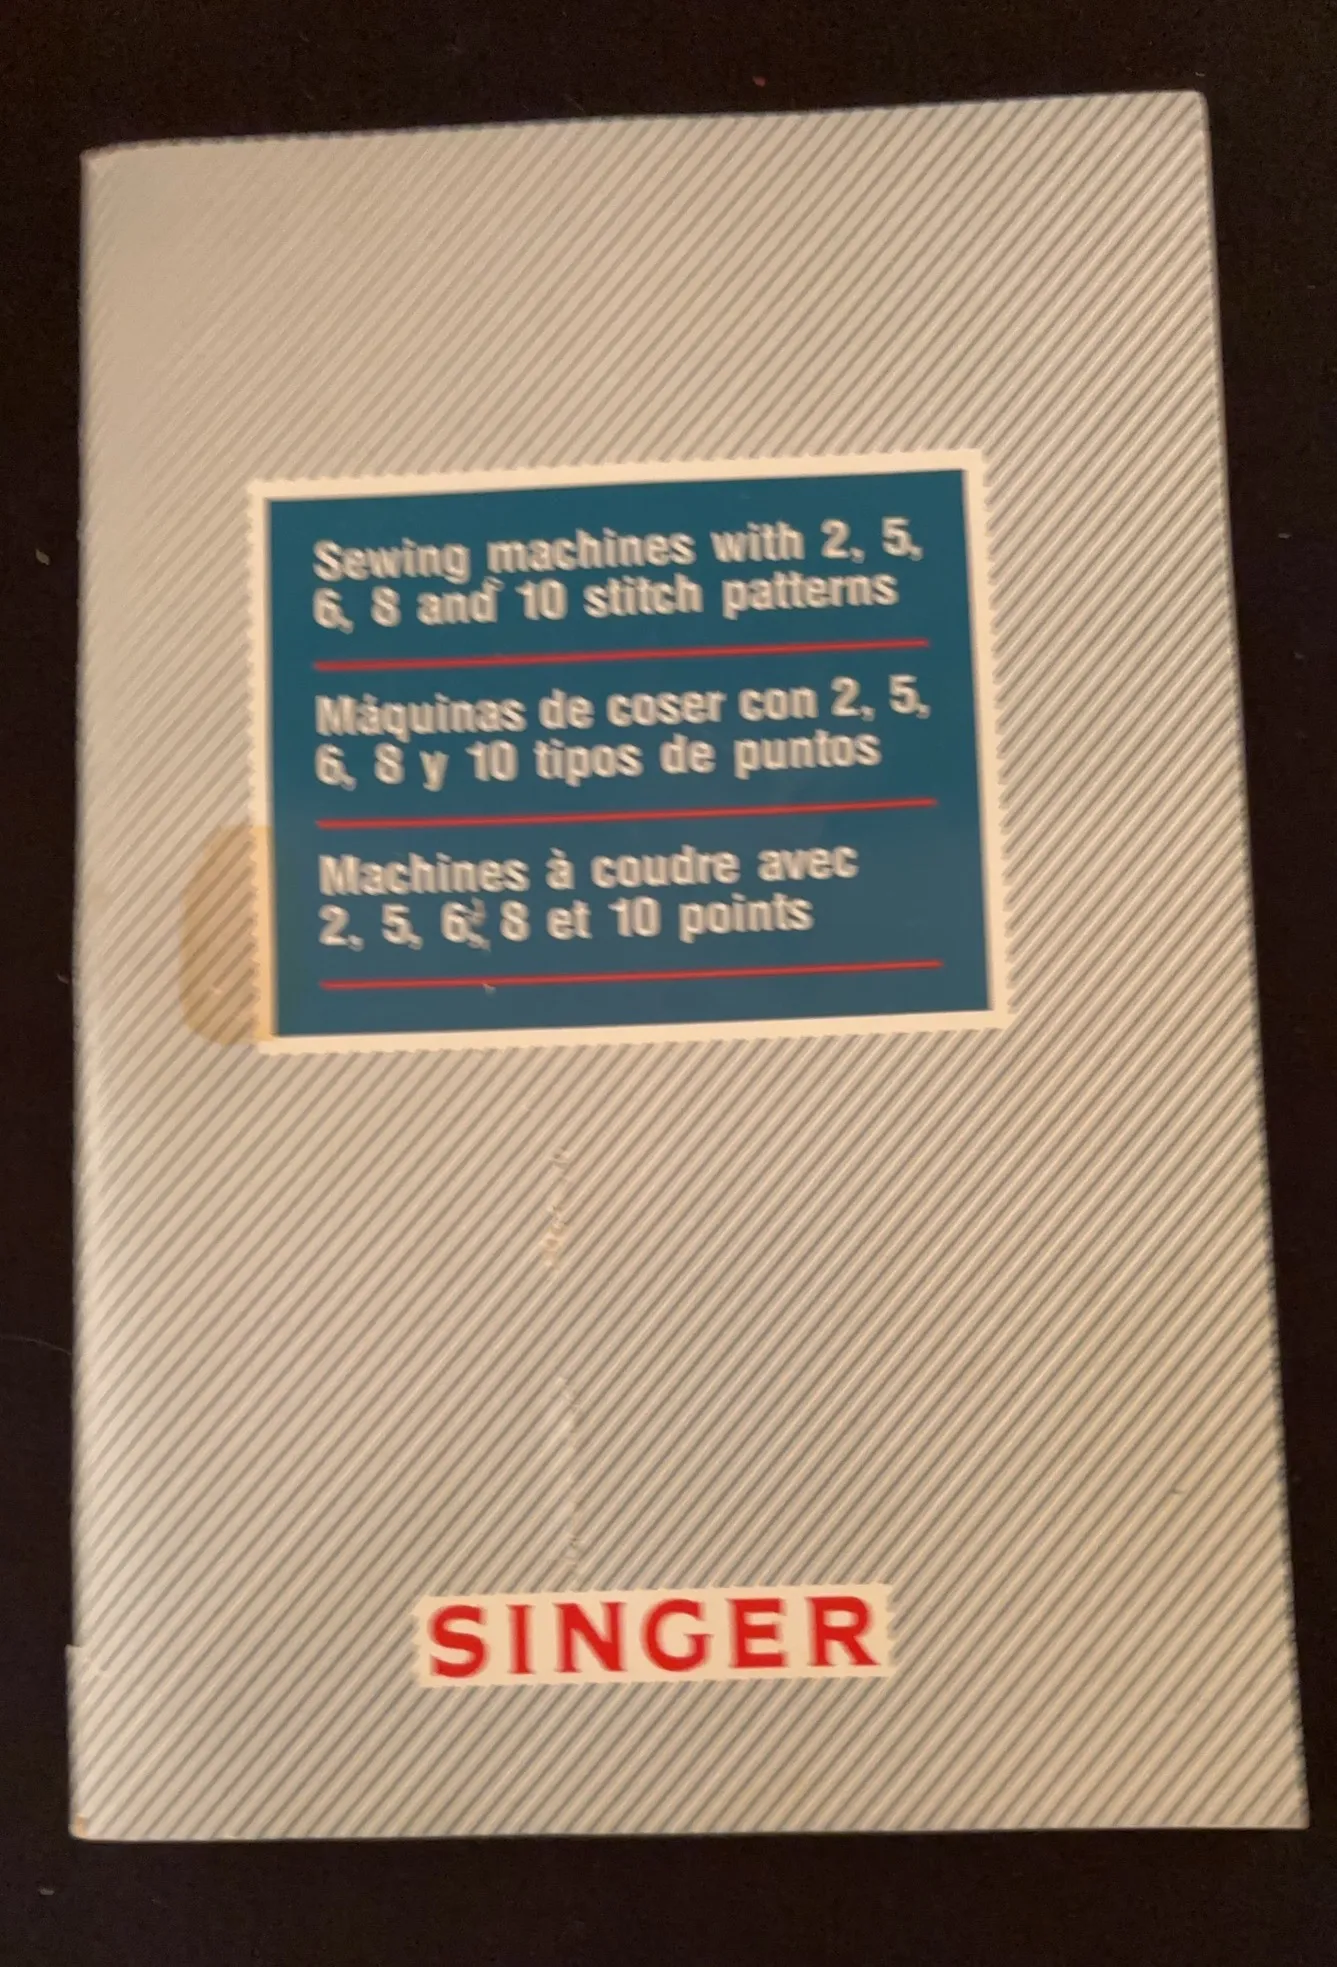 Sewing machines with 2, 5,
6, 8 and 10 stitch patterns
Máquinas de coser con 2, 5,
6, 8 y 10 tipos de puntos
Machines à coudre avec
2, 5, 6, 8 et 10 points
SINGER